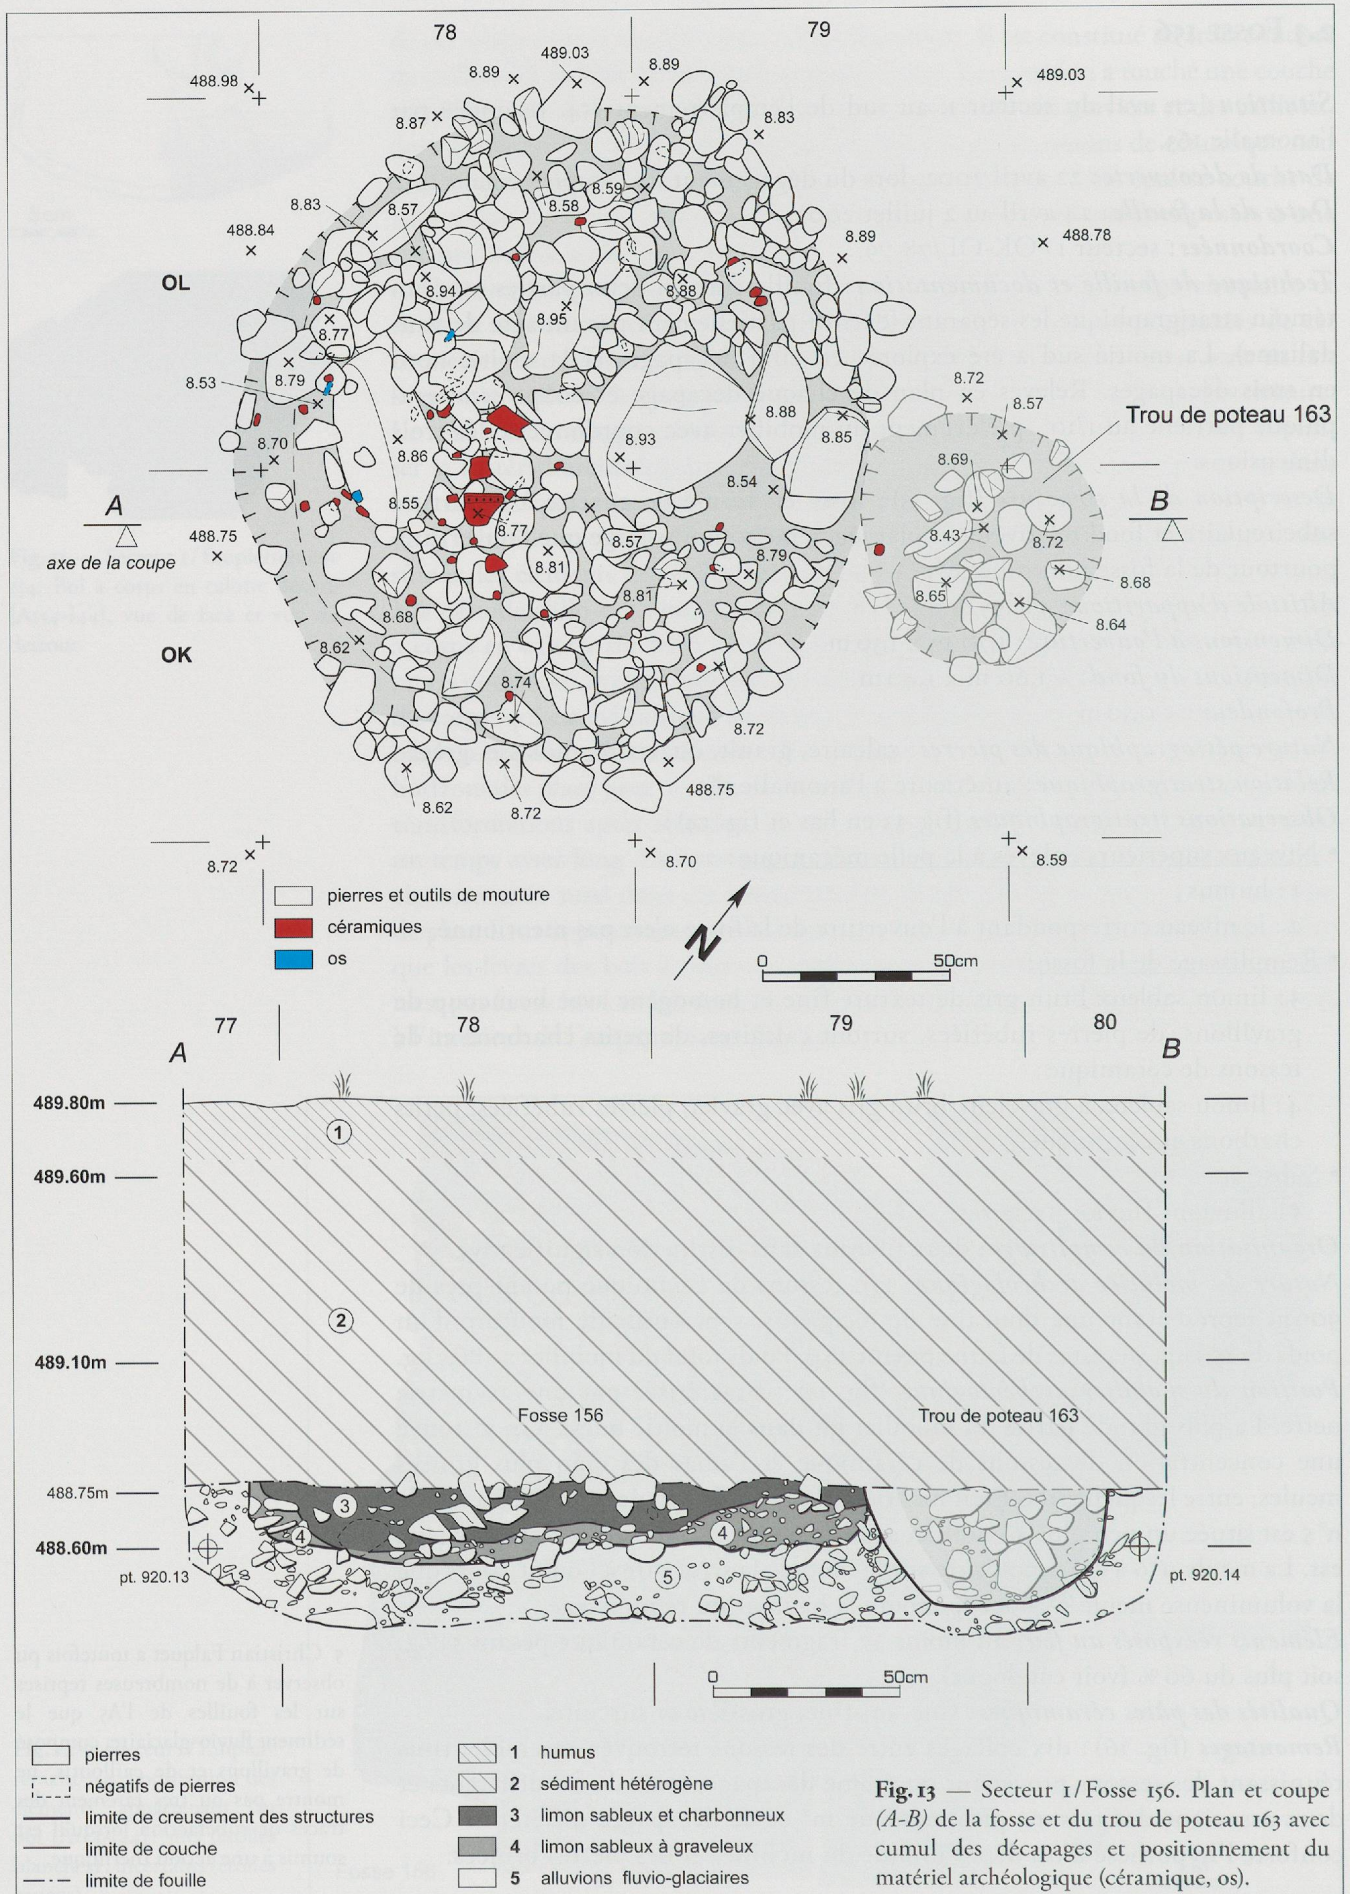 78 79
488.98
8.89
489.03
8.89
489.03
8.87
8.83
8.59
8.58
8.83
8.57
488.84
8.89
488.78
OL
8.94
8.88
8.95
8.77
8.53
8.79
8.72
8.57
Trou de poteau 163
8.88
8.85
8.93
8.70
8.86
8.69
8.54
A
8.55
B
8.77
8.43
8.72
488.75
8.57
8.79
axe de la coupe
8.81
8.68
8.81
8.65
8.68
8.64
8.62
OK
8.74
8.72
488.75
8.62
8.72
8.72
8.70
8.59
pierres et outils de mouture
céramiques
os
N
0 50cm
77 78 79 80
A B
489.80m
1
489.60m
2
489.10m
Fosse 156 Trou de poteau 163
488.75m
3
4 4
488.60m
5
pt. 920.13 pt. 920.14
0 50cm
pierres
négatifs de pierres
limite de creusement des structures
limite de couche
limite de fouille
1 humus
2 sédiment hétérogène
3 limon sableux et charbonneux
4 limon sableux à graveleux
5 alluvions fluvio-glaciaires
Fig. 13 — Secteur 1/Fosse 156. Plan et coupe
(A-B) de la fosse et du trou de poteau 163 avec
cumul des décapages et positionnement du
matériel archéologique (céramique, os).